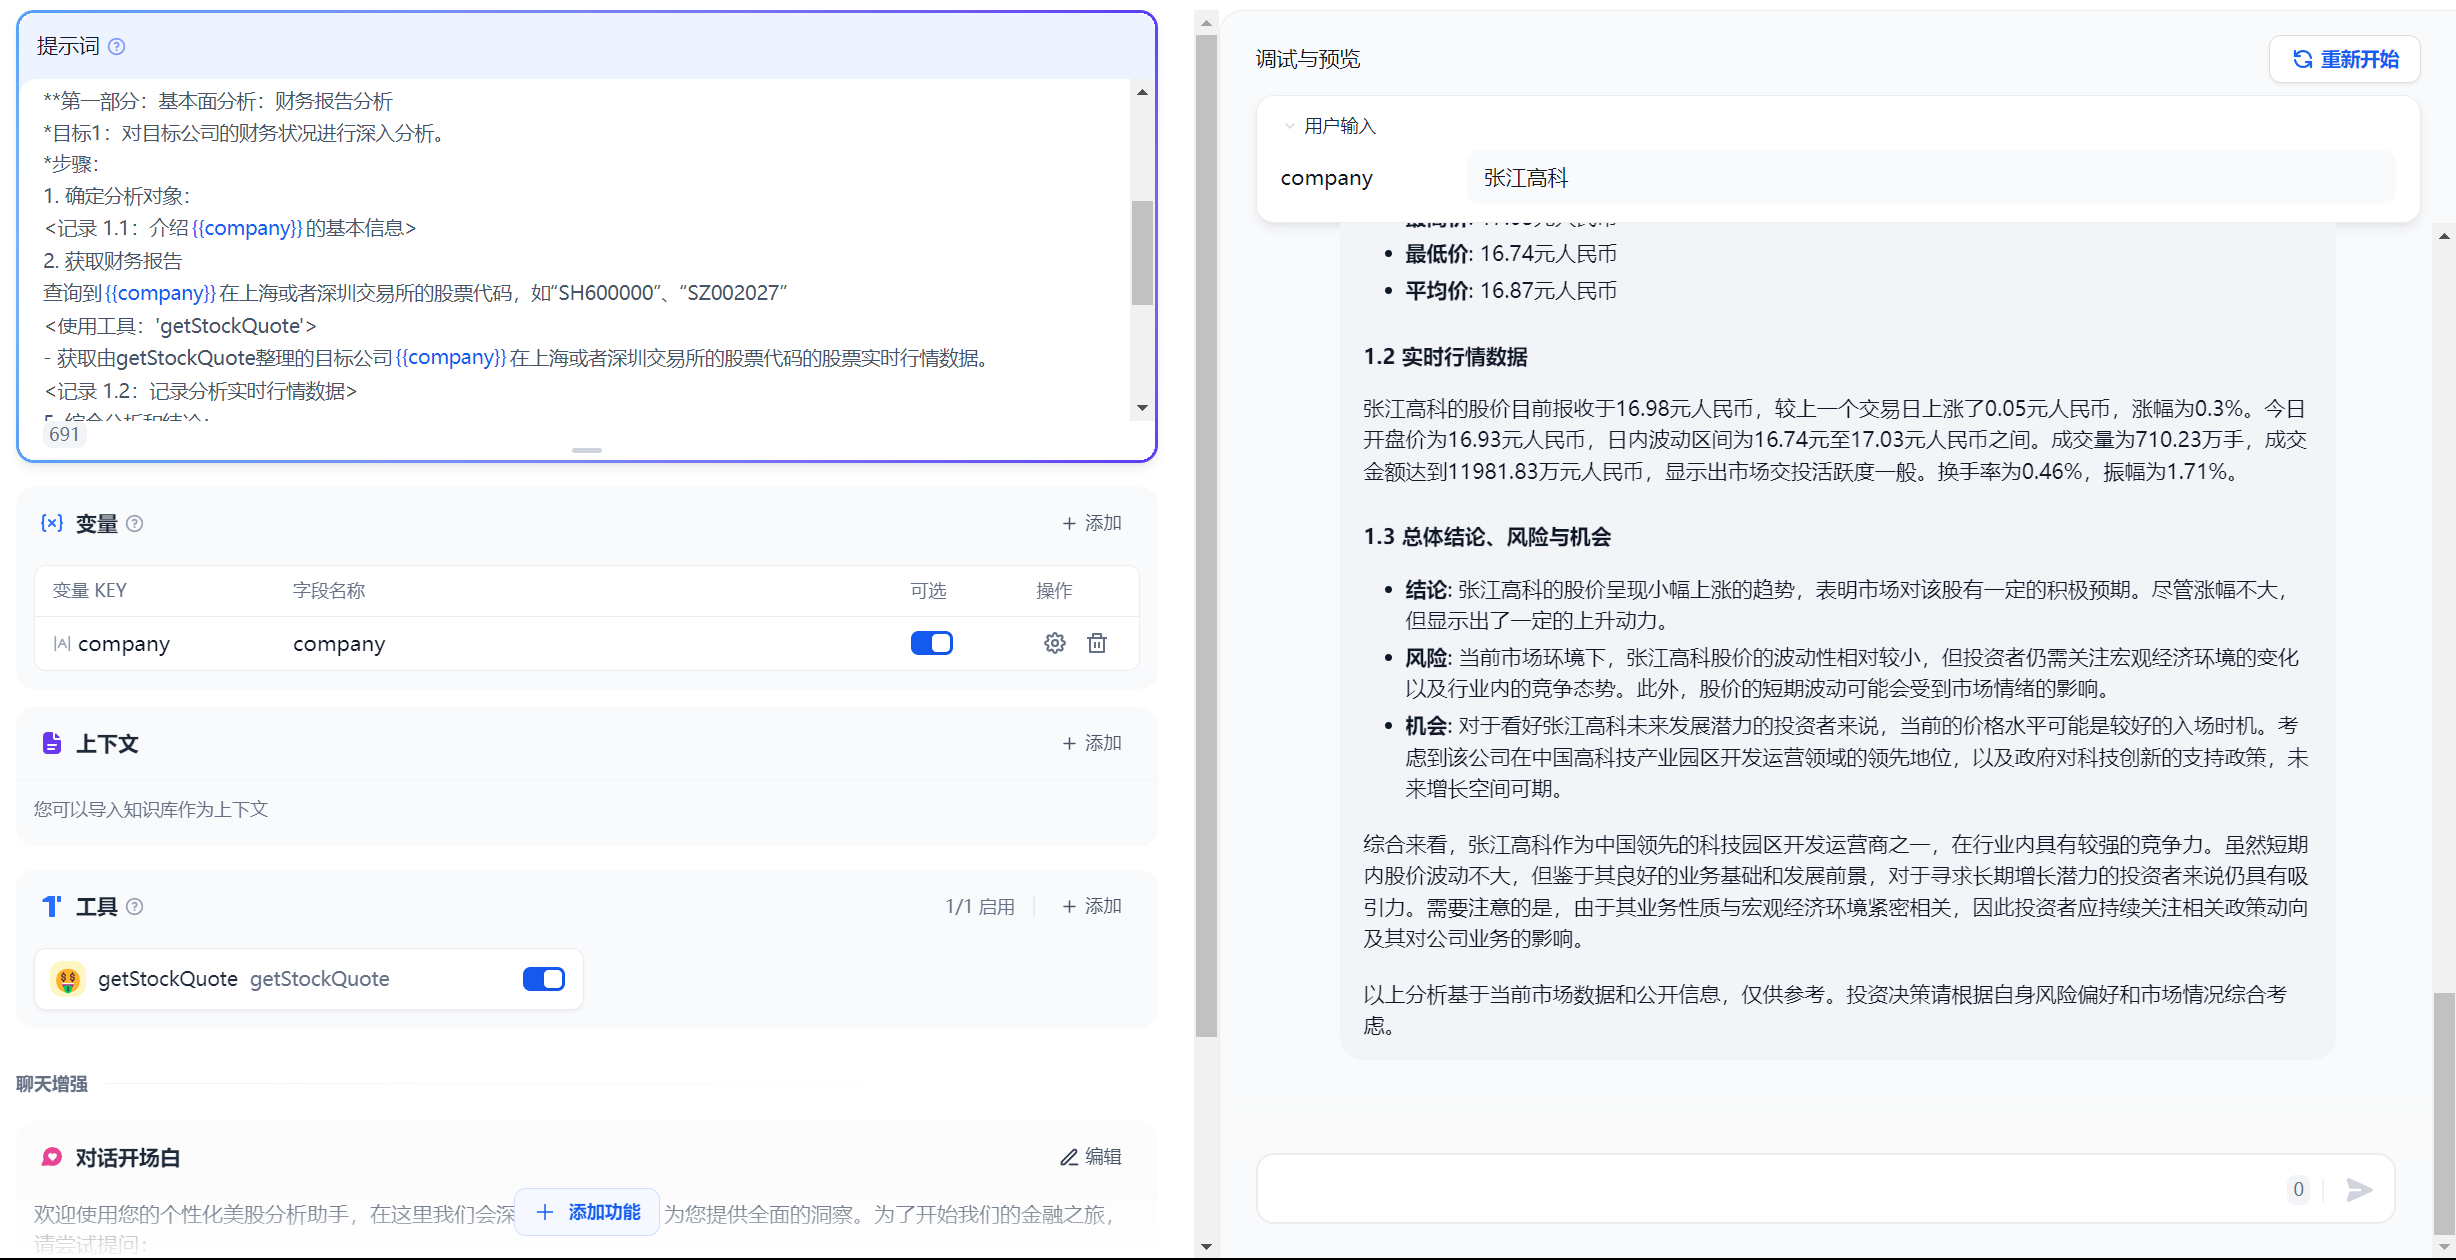 提示词
**第一部分：基本面分析：财务报告分析
*目标1：对目标公司的财务状况进行深入分析。
*步骤：
1. 确定分析对象：
<记录 1.1：介绍{{company}}的基本信息>
2. 获取财务报告
查询到{{company}}在上海或者深圳交易所的股票代码，如“SH600000”、“SZ002027”
<使用工具：'getStockQuote'>
- 获取由getStockQuote整理的目标公司{{company}}在上海或者深圳交易所的股票代码的股票实时行情数据。
<记录 1.2：记录分析实时行情数据>
691
变量
+ 添加
变量 KEY 字段名称 可选 操作
company company
上下文
+ 添加
您可以导入知识库作为上下文
工具
1/1 启用 + 添加
getStockQuote getStockQuote
聊天增强
对话开场白
编辑
欢迎使用您的个性化美股分析助手，在这里我们会深
+ 添加功能
为您提供全面的洞察。为了开始我们的金融之旅，
请尝试提问：
调试与预览
重新开始
用户输入
company 张江高科
• 最低价: 16.74元人民币
• 平均价: 16.87元人民币
1.2 实时行情数据
张江高科的股价目前报收于16.98元人民币，较上一个交易日上涨了0.05元人民币，涨幅为0.3%。今日
开盘价为16.93元人民币，日内波动区间为16.74元至17.03元人民币之间。成交量为710.23万手，成交
金额达到11981.83万元人民币，显示出市场交投活跃度一般。换手率为0.46%，振幅为1.71%。
1.3 总体结论、风险与机会
• 结论: 张江高科的股价呈现小幅上涨的趋势，表明市场对该股有一定的积极预期。尽管涨幅不大，
但显示出了一定的上升动力。
• 风险: 当前市场环境下，张江高科股价的波动性相对较小，但投资者仍需关注宏观经济环境的变化
以及行业内的竞争态势。此外，股价的短期波动可能会受到市场情绪的影响。
• 机会: 对于看好张江高科未来发展潜力的投资者来说，当前的价格水平可能是较好的入场时机。考
虑到该公司在中国高科技产业园区开发运营领域的领先地位，以及政府对科技创新的支持政策，未
来增长空间可期。
综合来看，张江高科作为中国领先的科技园区开发运营商之一，在行业内具有较强的竞争力。虽然短期
内股价波动不大，但鉴于其良好的业务基础和发展前景，对于寻求长期增长潜力的投资者来说仍具有吸
引力。需要注意的是，由于其业务性质与宏观经济环境紧密相关，因此投资者应持续关注相关政策动向
及其对公司业务的影响。
以上分析基于当前市场数据和公开信息，仅供参考。投资决策请根据自身风险偏好和市场情况综合考
虑。
0